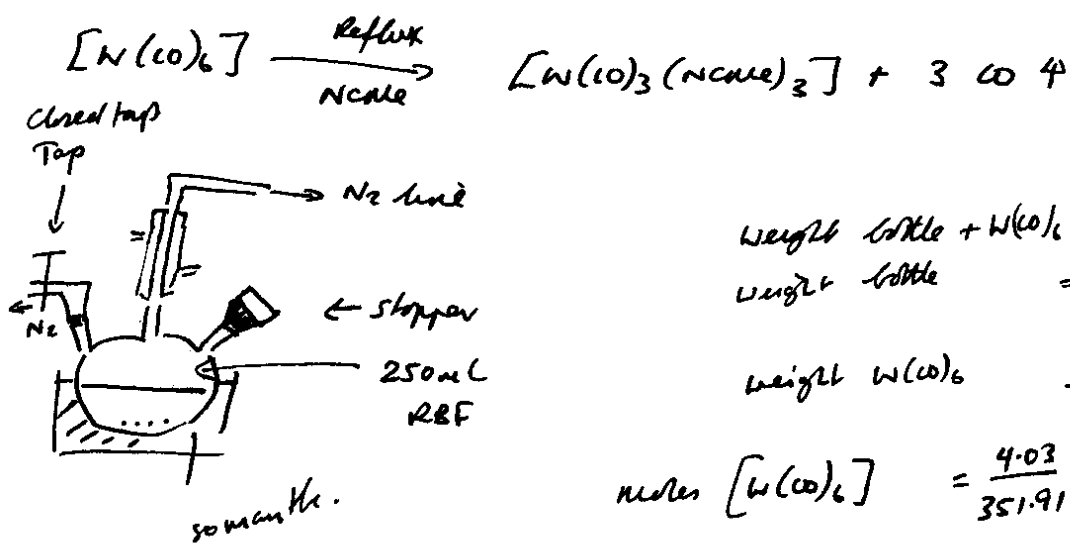 [W(CO)6] Reflux NCMe [W(CO)3(NCMe)3] + 3 CO ↑
Closed tap
Tap
→ N2 line
N2
← stopper
250mL
RBF
isomantle.
weight bottle + W(CO)6
weight bottle =
weight W(CO)6
moles [W(CO)6] = 4.03
351.91